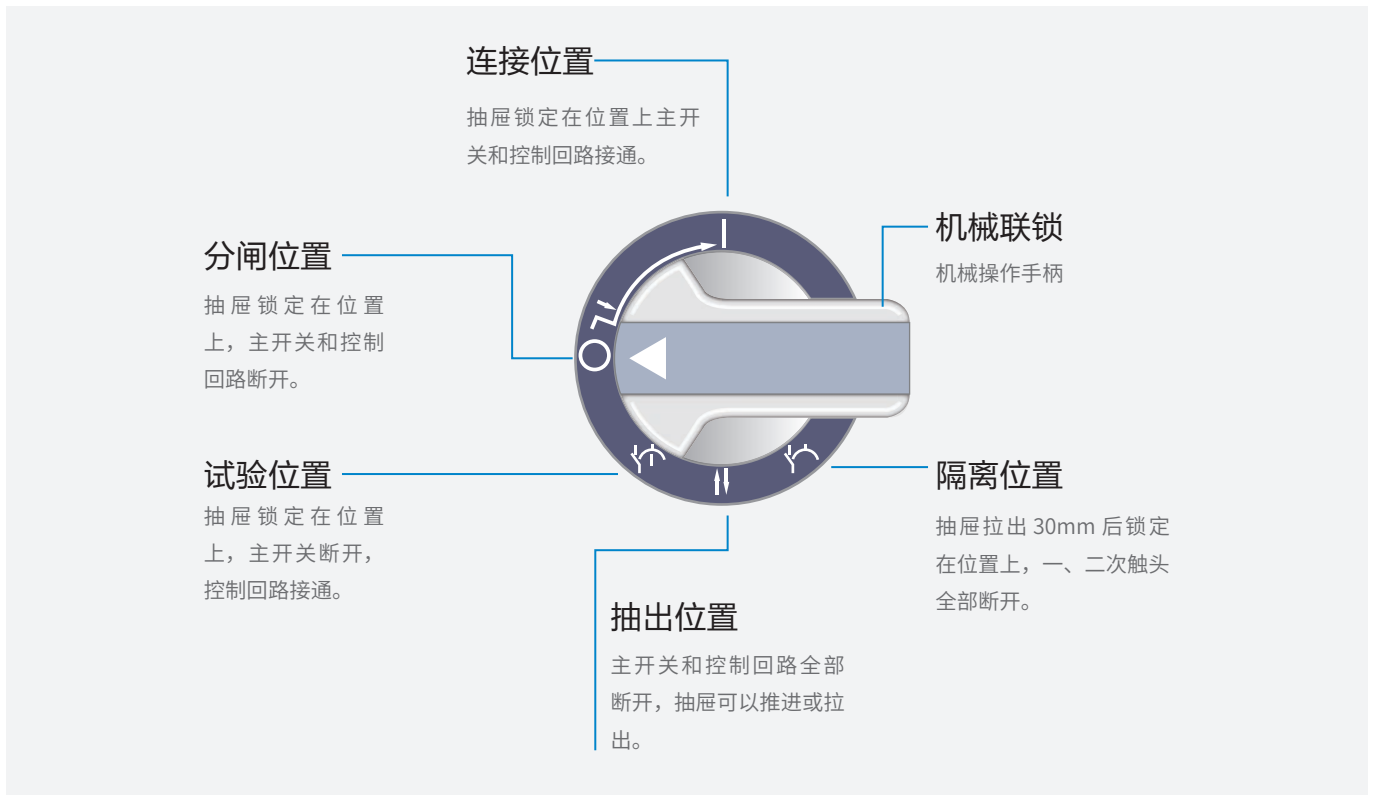 连接位置
抽屉锁定在位置上主开
关和控制回路接通。
机械联锁
机械操作手柄
分闸位置
抽屉锁定在位置
上，主开关和控制
回路断开。
试验位置
抽屉锁定在位置
上，主开关断开，
控制回路接通。
隔离位置
抽屉拉出 30mm 后锁定
在位置上，一、二次触头
全部断开。
抽出位置
主开关和控制回路全部
断开，抽屉可以推进或拉
出。